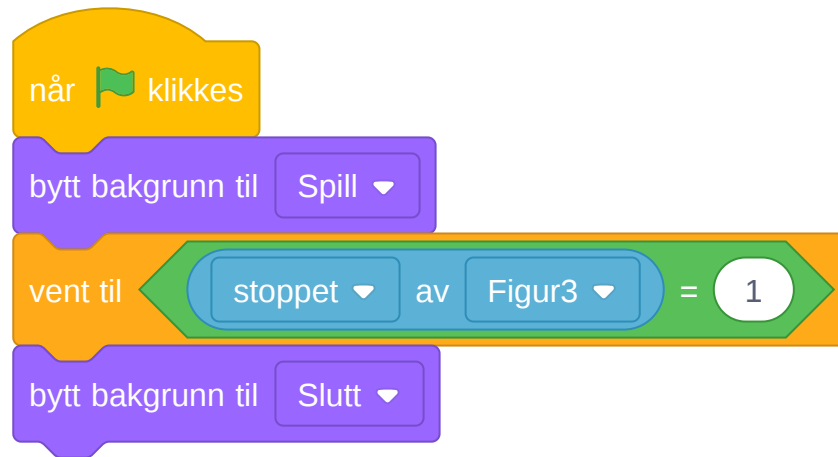 når klikkes
bytt bakgrunn til Spill
vent til stoppet av Figur3 = 1
bytt bakgrunn til Slutt